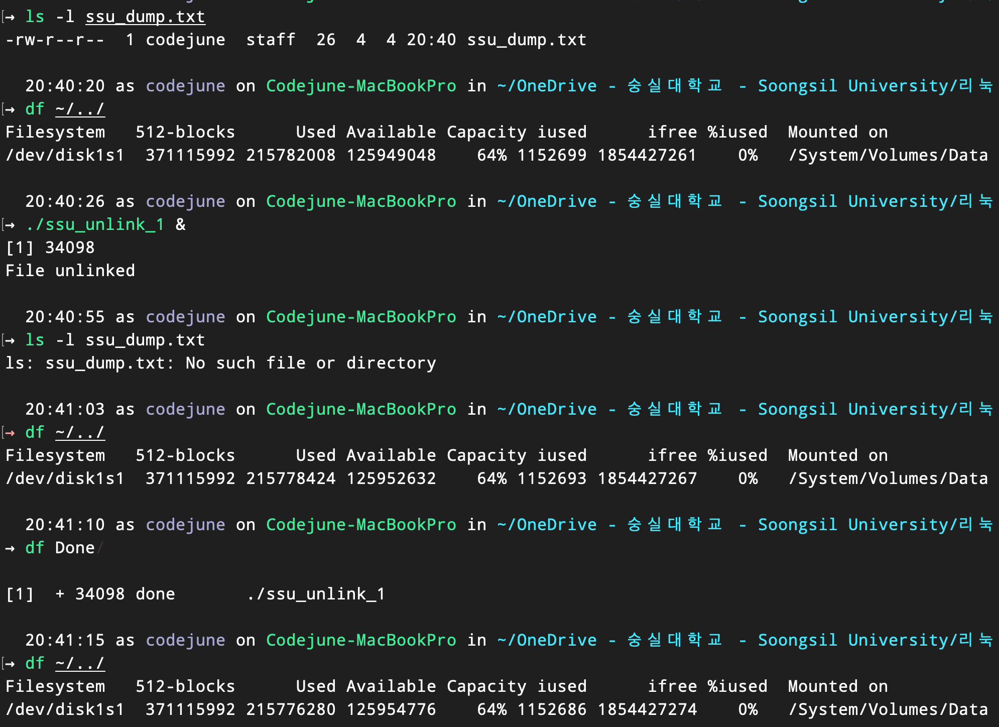 → ls -l ssu_dump.txt
-rw-r--r--  1 codejune  staff  26  4  4 20:40 ssu_dump.txt
20:40:20 as codejune on Codejune-MacBookPro in ~/OneDrive - 숭실대학교 - Soongsil University/리눅
→ df ~/../
Filesystem   512-blocks      Used Available Capacity iused      ifree %iused  Mounted on
/dev/disk1s1  371115992 215782008 125949048    64% 1152699 1854427261    0%   /System/Volumes/Data
20:40:26 as codejune on Codejune-MacBookPro in ~/OneDrive - 숭실대학교 - Soongsil University/리눅
→ ./ssu_unlink_1 &
[1] 34098
File unlinked
20:40:55 as codejune on Codejune-MacBookPro in ~/OneDrive - 숭실대학교 - Soongsil University/리눅
→ ls -l ssu_dump.txt
ls: ssu_dump.txt: No such file or directory
20:41:03 as codejune on Codejune-MacBookPro in ~/OneDrive - 숭실대학교 - Soongsil University/리눅
→ df ~/../
Filesystem   512-blocks      Used Available Capacity iused      ifree %iused  Mounted on
/dev/disk1s1  371115992 215778424 125952632    64% 1152693 1854427267    0%   /System/Volumes/Data
20:41:10 as codejune on Codejune-MacBookPro in ~/OneDrive - 숭실대학교 - Soongsil University/리눅
→ df Done/
[1]  + 34098 done       ./ssu_unlink_1
20:41:15 as codejune on Codejune-MacBookPro in ~/OneDrive - 숭실대학교 - Soongsil University/리눅
→ df ~/../
Filesystem   512-blocks      Used Available Capacity iused      ifree %iused  Mounted on
/dev/disk1s1  371115992 215776280 125954776    64% 1152686 1854427274    0%   /System/Volumes/Data